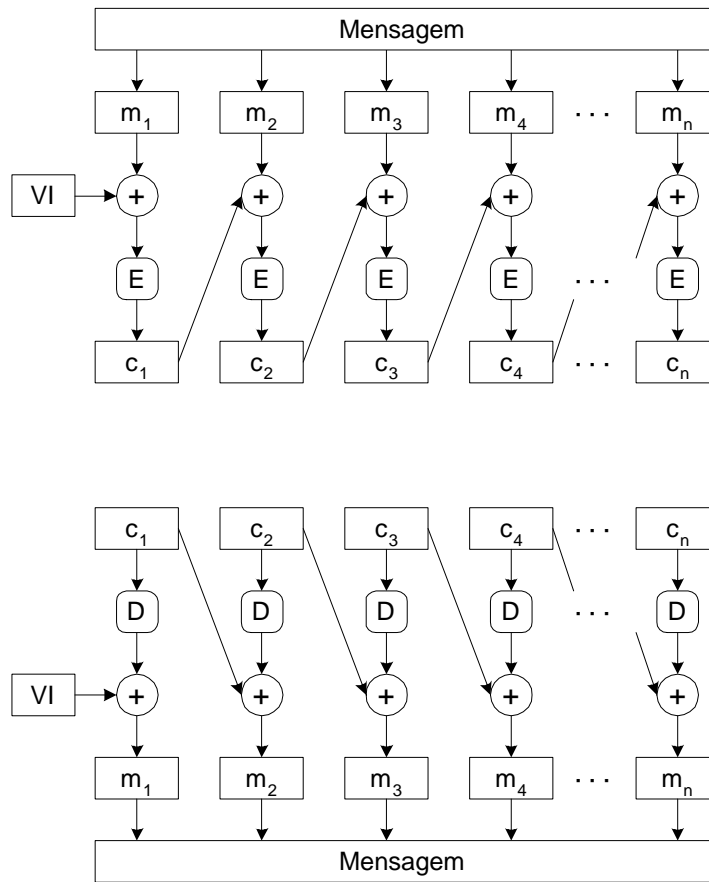 Mensagem
m1 m2 m3 m4 . . . mn
VI + + + + +
E E E E . . . E
c1 c2 c3 c4 . . . cn
c1 c2 c3 c4 . . . cn
D D D D . . . D
VI + + + + +
m1 m2 m3 m4 . . . mn
Mensagem